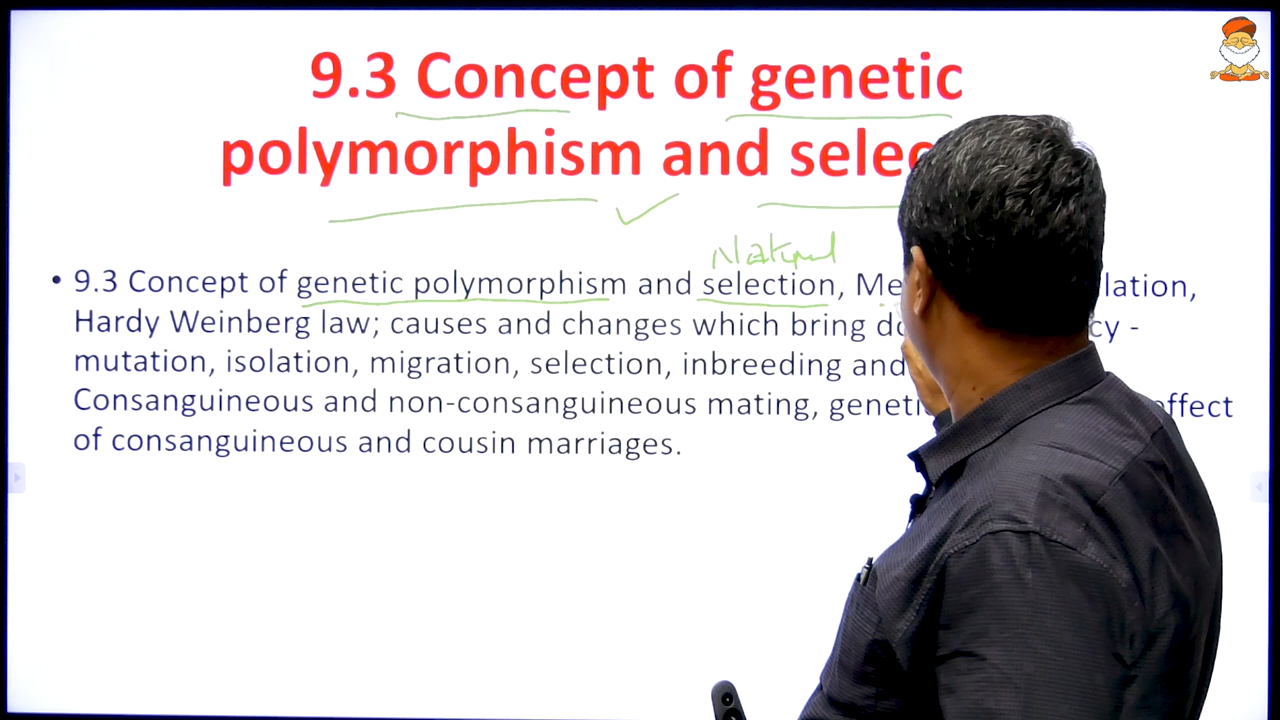 9.3 Concept of genetic
polymorphism and selec
Natural
• 9.3 Concept of genetic polymorphism and selection, Me lation,
Hardy Weinberg law; causes and changes which bring do cy -
mutation, isolation, migration, selection, inbreeding and
Consanguineous and non-consanguineous mating, geneti effect
of consanguineous and cousin marriages.